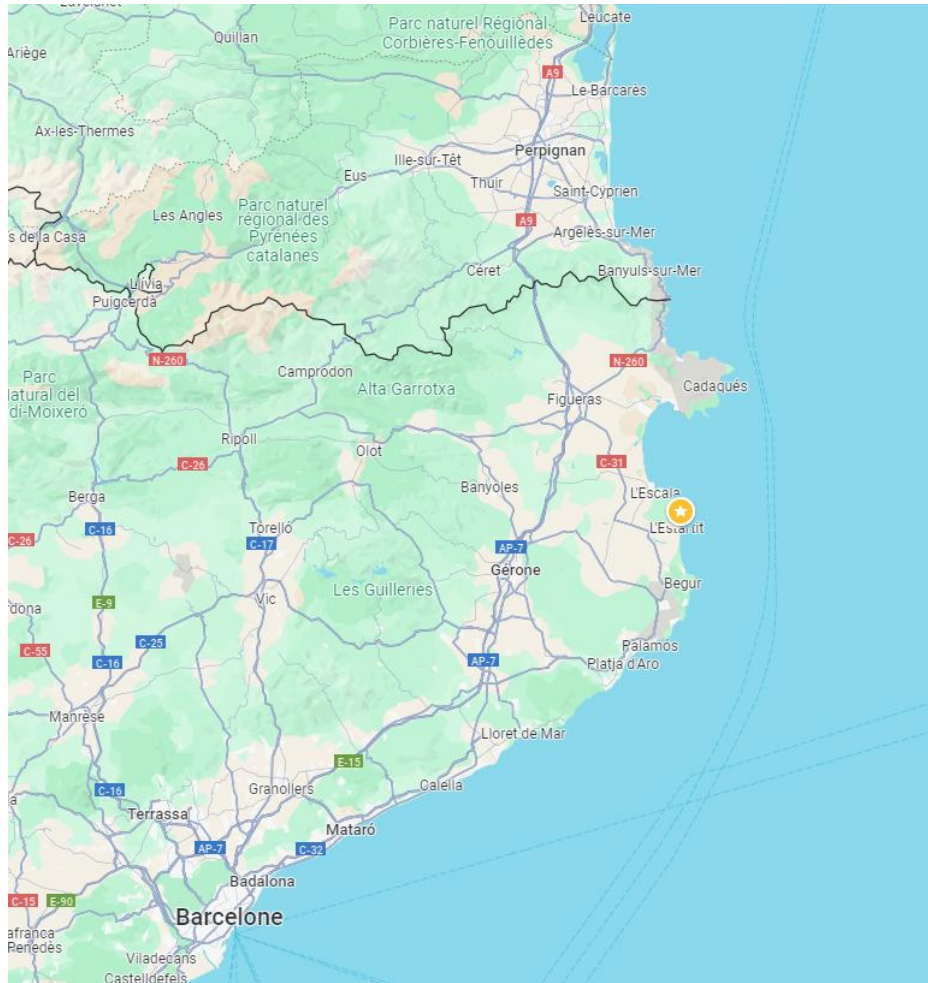 Leucate
Parc naturel Régional
Corbières-Fenouillèdes
Quillan
Ariège
A9
Le Barcarès
Ax-les-Thermes
Perpignan
Ille-sur-Têt
Eus
Thuir
Saint-Cyprien
Les Angles
Parc naturel
régional des
Pyrénées
catalanes
A9
Argelès-sur-Mer
s de la Casa
Céret
Banyuls-sur-Mer
Llívia
Puigcerdà
N-260
N-260
Camprodon
Parc
Natural del
dí-Moixeró
Alta Garrotxa
Cadaqués
Figueras
Ripoll
Olot
C-26
C-31
Banyoles
L'Escala
Berga
Torelló
L'Estartit
C-16
C-26
C-17
AP-7
Gérone
Les Guilleries
Begur
E-9
Vic
rdona
C-25
C-55
C-16
Palamós
AP-7
Platja d'Aro
Manrèse
Lloret de Mar
E-15
C-16
Granollers
Calella
a
Terrassa
Mataró
AP-7
C-32
Badalona
C-15
E-90
Barcelone
afranca
Penedès
Viladecans
Castelldefels